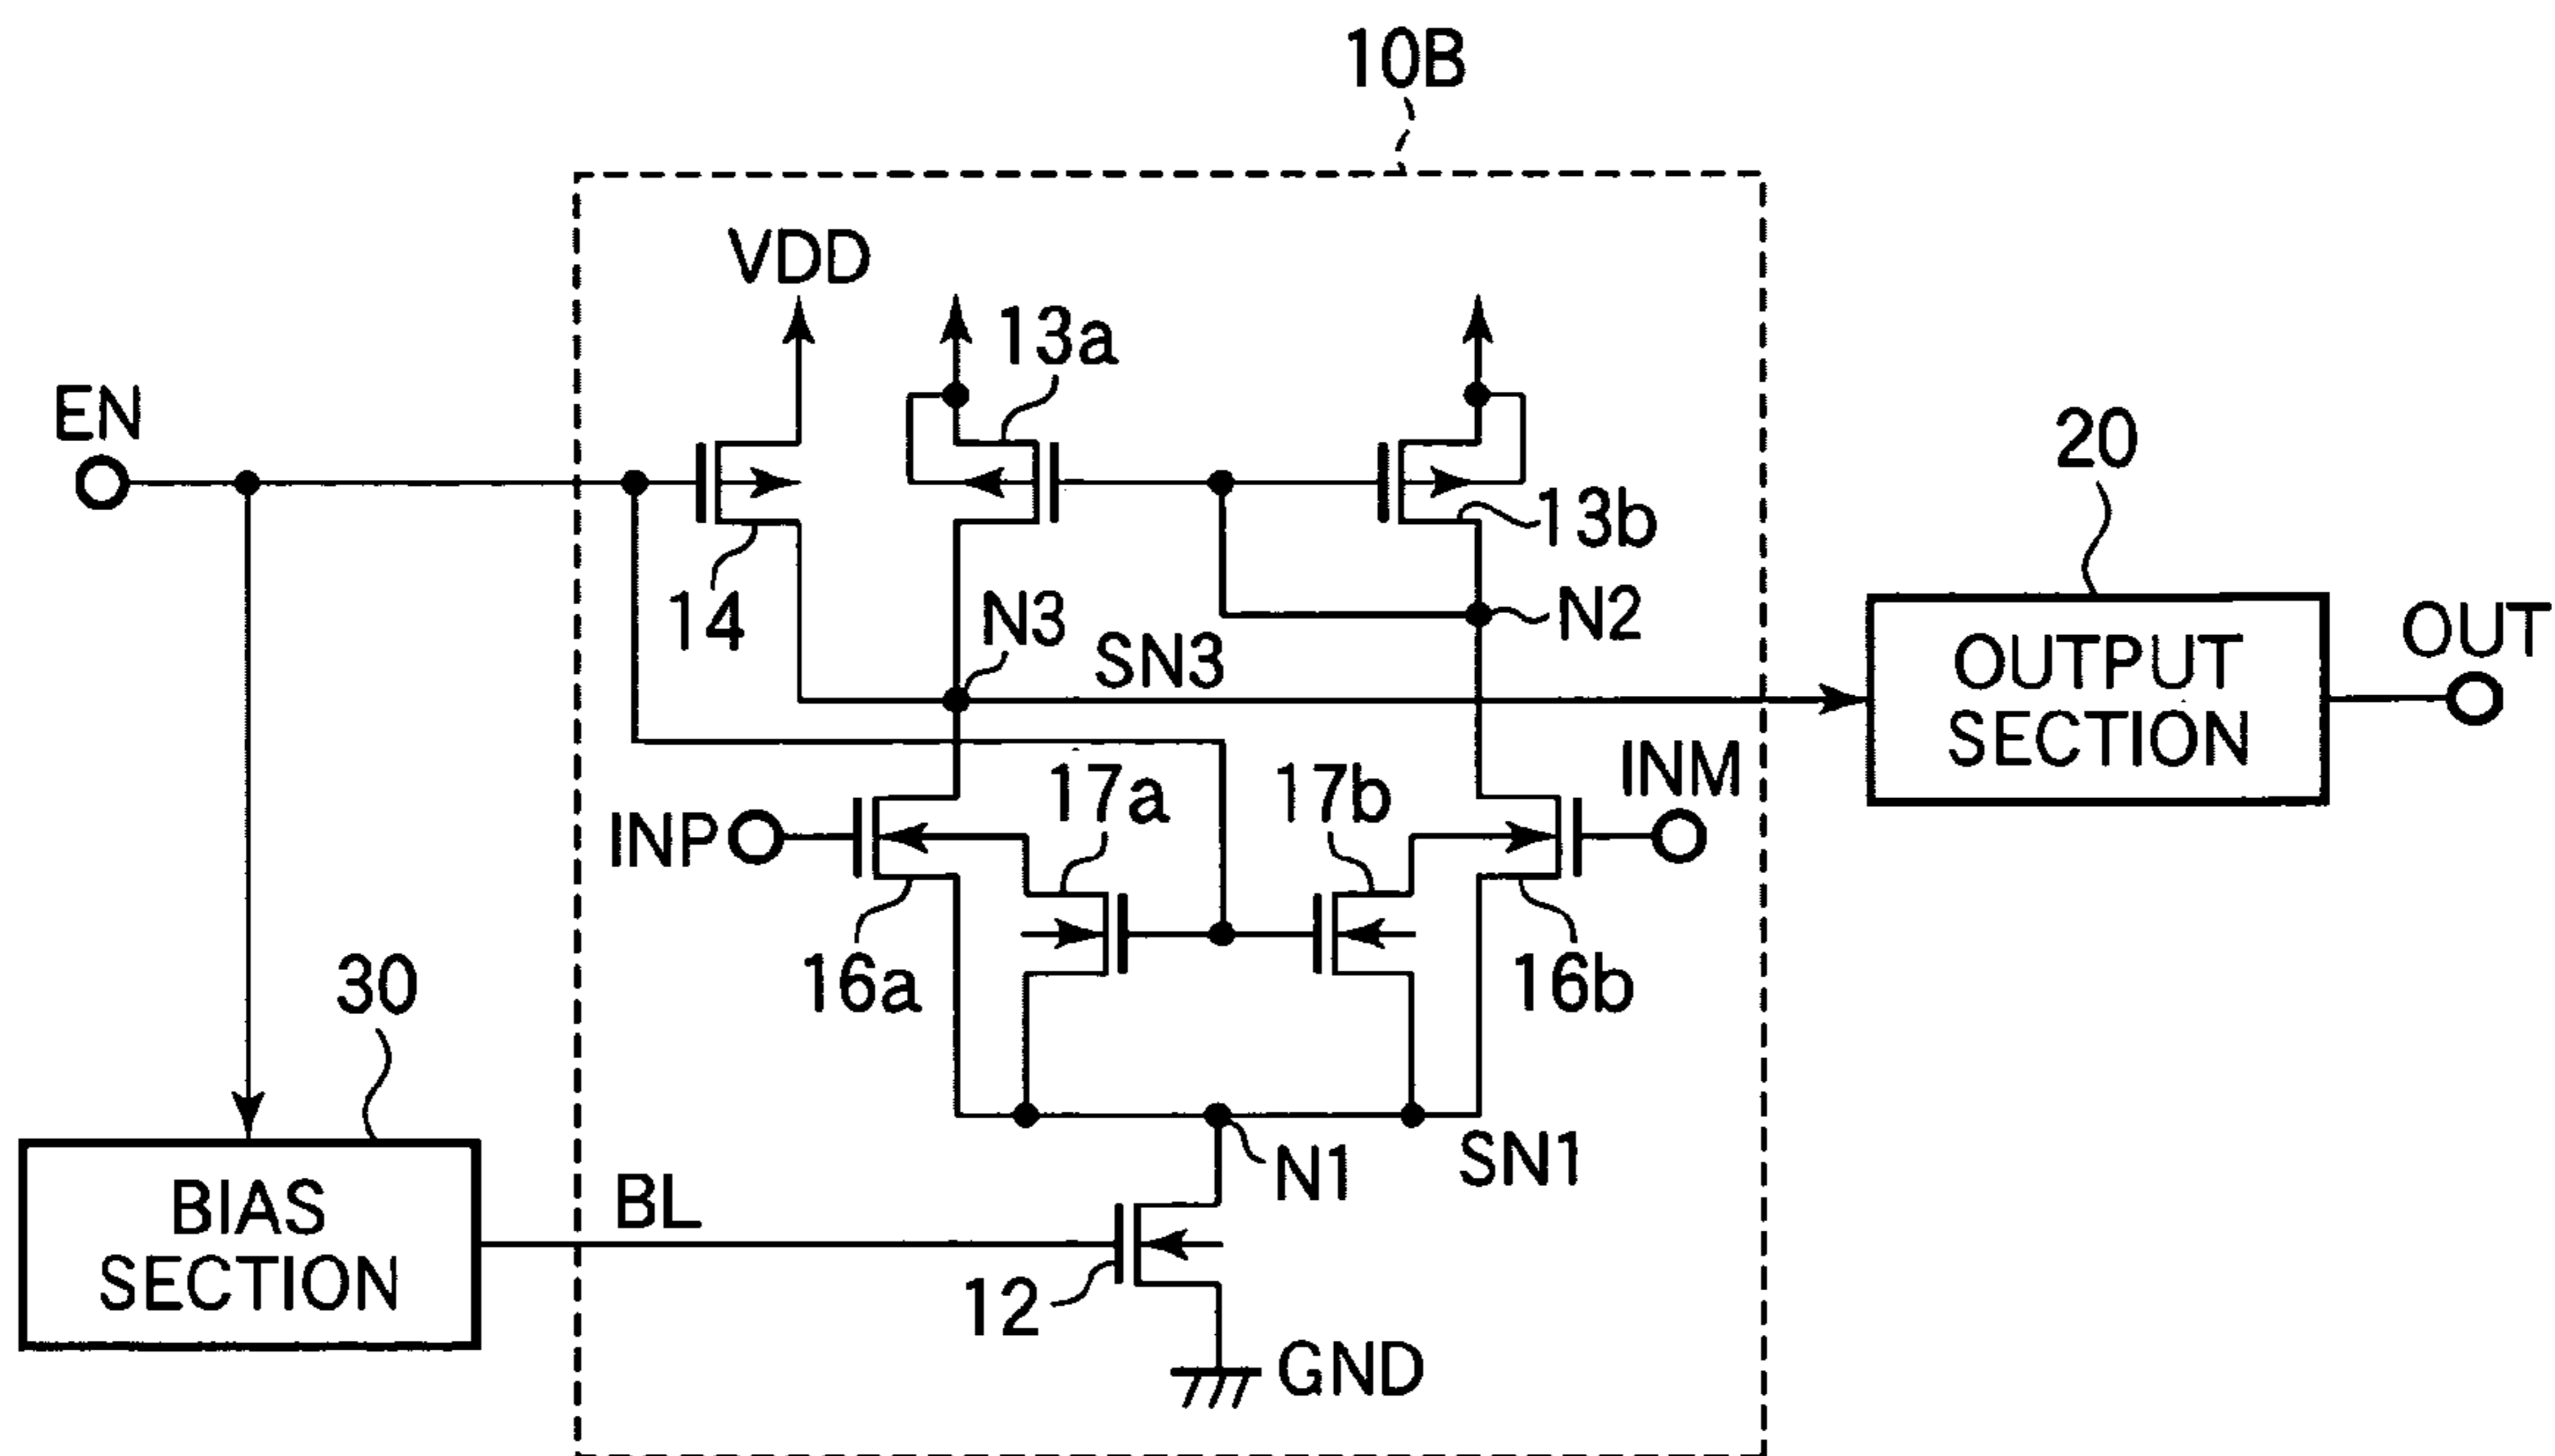 10B
VDD
13a
EN
20
13b
14
N3
N2
SN3
OUTPUT
SECTION
OUT
INM
17a
17b
INP
16a
16b
30
N1
SN1
BIAS
SECTION
BL
12
GND